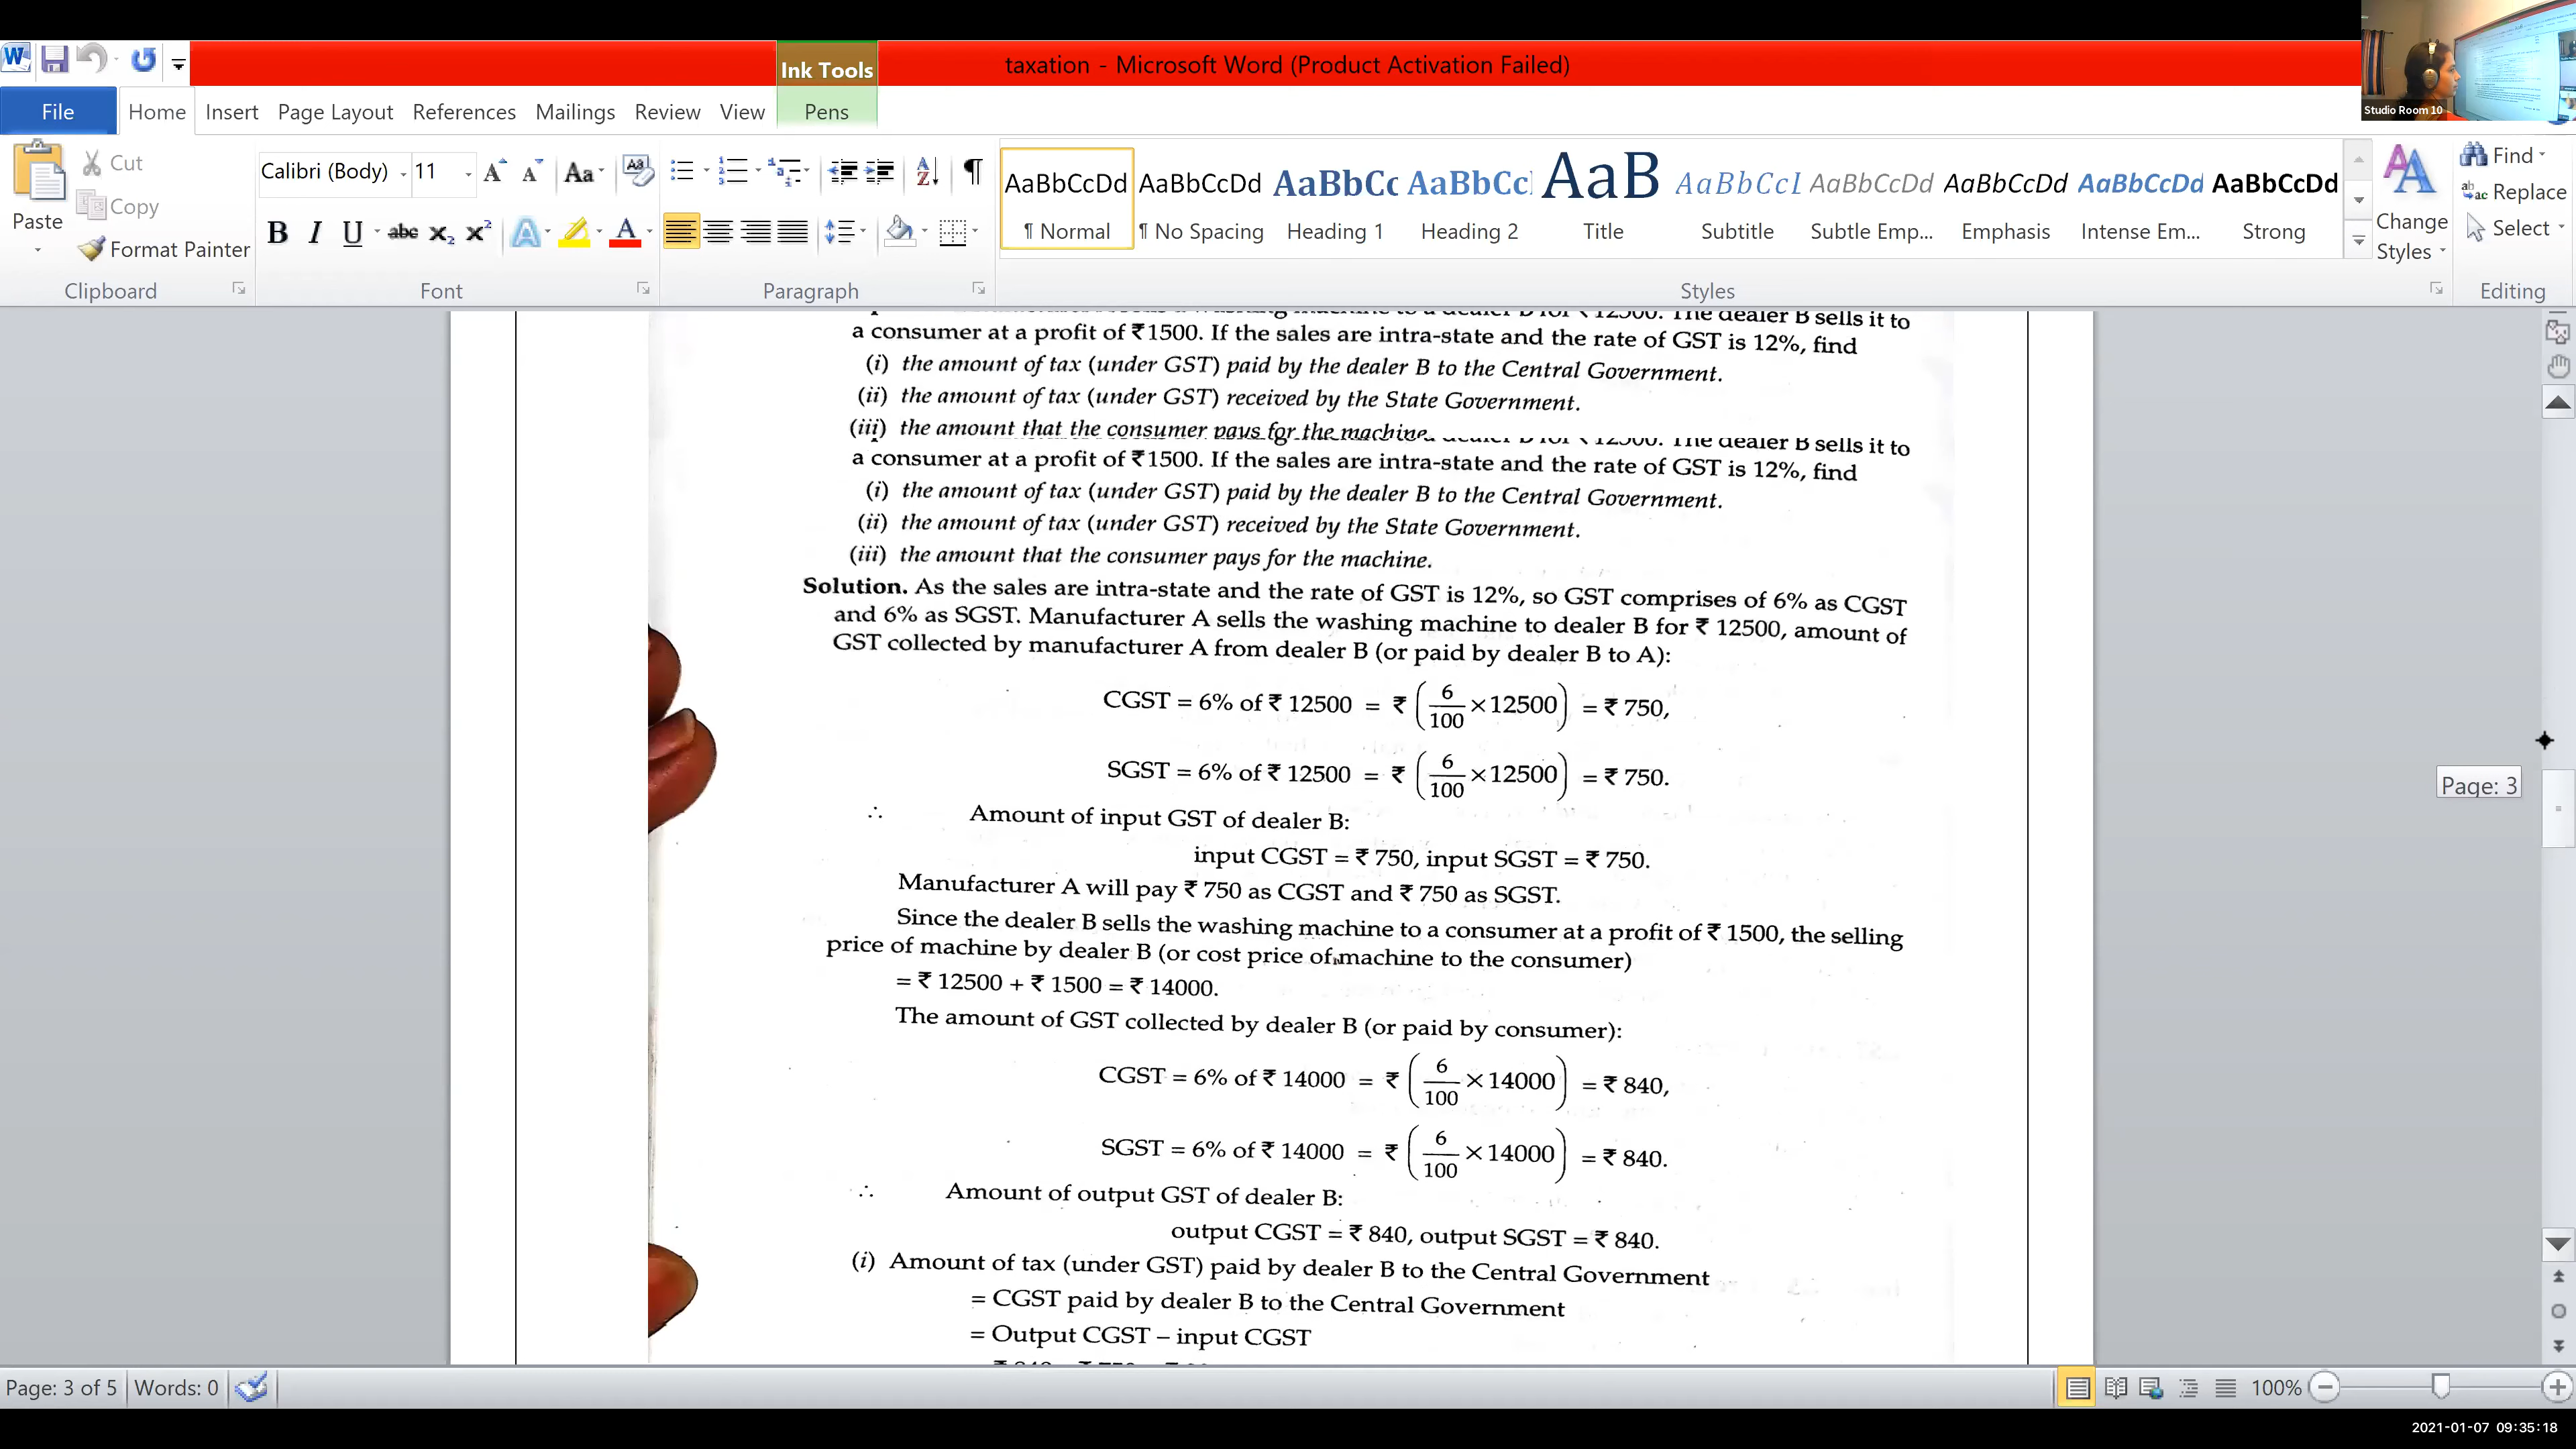 Studio Room 10
taxation - Microsoft Word (Product Activation Failed)
Ink Tools
File Home Insert Page Layout References Mailings Review View Pens
Paste
Cut
Copy
Format Painter
Clipboard
Calibri (Body) 11
Font
Paragraph
AaBbCcDd AaBbCcDd AaBbCc AaBbCcI AaB AaBbCcI AaBbCcDd AaBbCcDd AaBbCcDd AaBbCcDd
¶ Normal ¶ No Spacing Heading 1 Heading 2 Title Subtitle Subtle Emp... Emphasis Intense Em... Strong
Styles
Change Styles
Find
Replace
Select
Editing
washing machine to a dealer B for ₹ 12500. The dealer B sells it to
a consumer at a profit of ₹1500. If the sales are intra-state and the rate of GST is 12%, find
(i) the amount of tax (under GST) paid by the dealer B to the Central Government.
(ii) the amount of tax (under GST) received by the State Government.
(iii) the amount that the consumer pays for the machine.
dealer B for ₹ 12500. The dealer B sells it to
a consumer at a profit of ₹1500. If the sales are intra-state and the rate of GST is 12%, find
(i) the amount of tax (under GST) paid by the dealer B to the Central Government.
(ii) the amount of tax (under GST) received by the State Government.
(iii) the amount that the consumer pays for the machine.
Solution. As the sales are intra-state and the rate of GST is 12%, so GST comprises of 6% as CGST
and 6% as SGST. Manufacturer A sells the washing machine to dealer B for ₹ 12500, amount of
GST collected by manufacturer A from dealer B (or paid by dealer B to A):
CGST = 6% of ₹ 12500 = ₹ (6/100 × 12500) = ₹ 750,
SGST = 6% of ₹ 12500 = ₹ (6/100 × 12500) = ₹ 750.
∴ Amount of input GST of dealer B:
input CGST = ₹ 750, input SGST = ₹ 750.
Manufacturer A will pay ₹ 750 as CGST and ₹ 750 as SGST.
Since the dealer B sells the washing machine to a consumer at a profit of ₹ 1500, the selling
price of machine by dealer B (or cost price of machine to the consumer)
= ₹ 12500 + ₹ 1500 = ₹ 14000.
The amount of GST collected by dealer B (or paid by consumer):
CGST = 6% of ₹ 14000 = ₹ (6/100 × 14000) = ₹ 840,
SGST = 6% of ₹ 14000 = ₹ (6/100 × 14000) = ₹ 840.
∴ Amount of output GST of dealer B:
output CGST = ₹ 840, output SGST = ₹ 840.
(i) Amount of tax (under GST) paid by dealer B to the Central Government
= CGST paid by dealer B to the Central Government
= Output CGST – input CGST
Page: 3
Page: 3 of 5 Words: 0 100%
2021-01-07 09:35:18